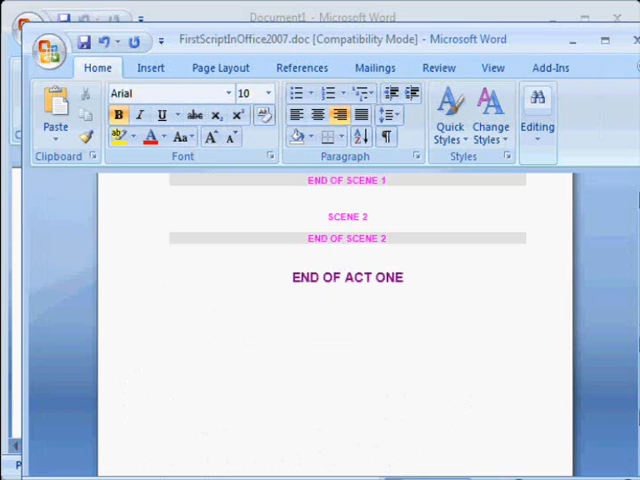 Document1 - Microsoft Word
FirstScriptInOffice2007.doc [Compatibility Mode] - Microsoft Word
Home Insert Page Layout References Mailings Review View Add-Ins
Arial 10
Paste
B I U abc x₂ x² Aa A A
Quick Styles
Change Styles
Editing
Clipboard Font Paragraph Styles
END OF SCENE 1
SCENE 2
END OF SCENE 2
END OF ACT ONE